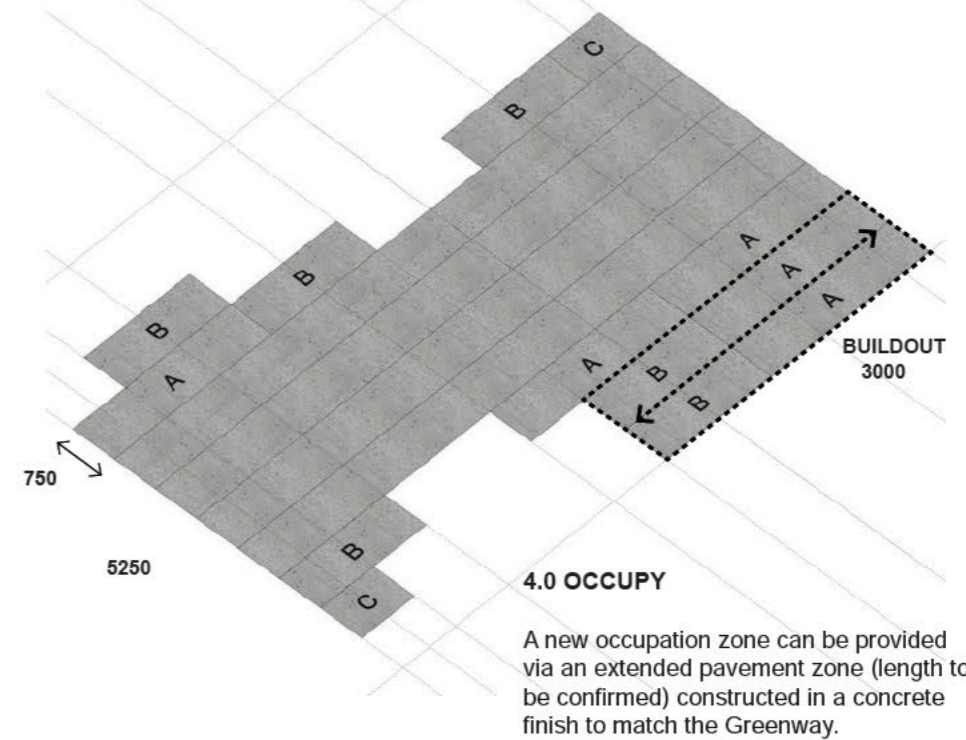 C
B
B
B
A
A
A
A
A
B
B
BUILDOUT
3000
750
5250
B
C
4.0 OCCUPY
A new occupation zone can be provided
via an extended pavement zone (length to
be confirmed) constructed in a concrete
finish to match the Greenway.